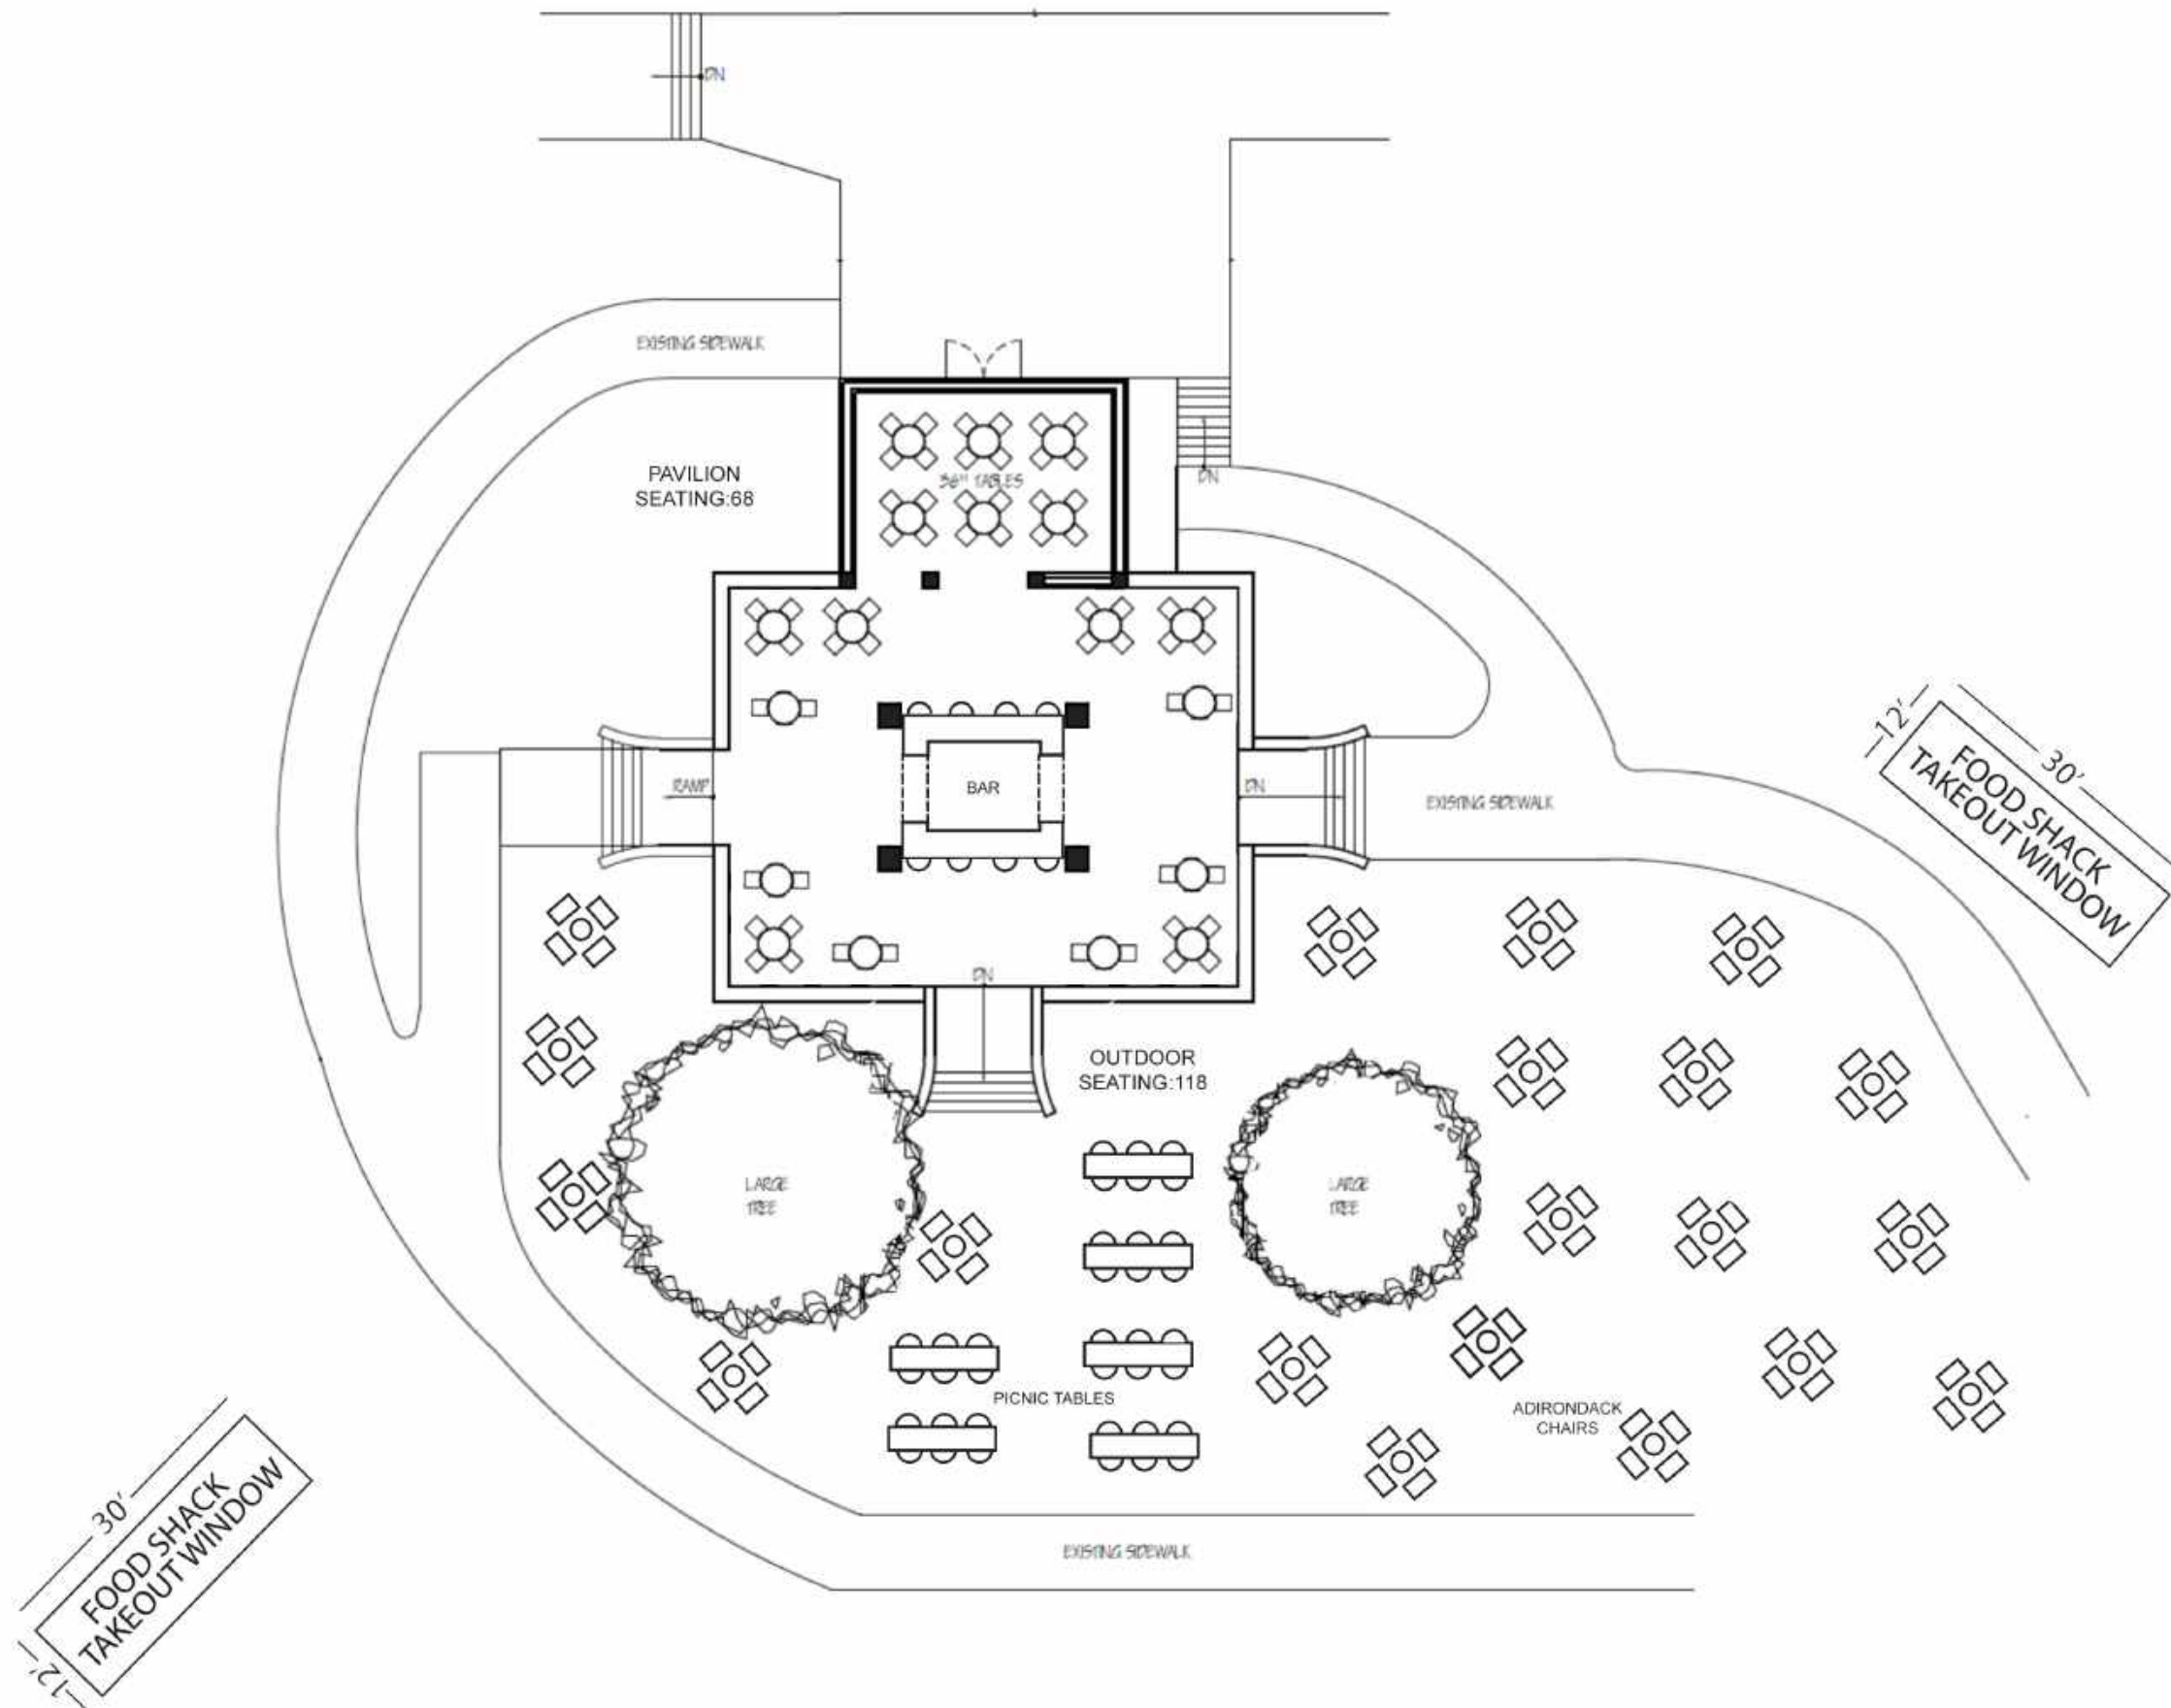 DN
EXISTING SIDEWALK
PAVILION
SEATING:68
36" TABLES
DN
12'
30'
FOOD SHACK
TAKEOUT WINDOW
RAMP
BAR
DN
EXISTING SIDEWALK
DN
OUTDOOR
SEATING:118
LARGE
TREE
LARGE
TREE
PICNIC TABLES
ADIRONDACK
CHAIRS
30'
FOOD SHACK
TAKEOUT WINDOW
12'
EXISTING SIDEWALK